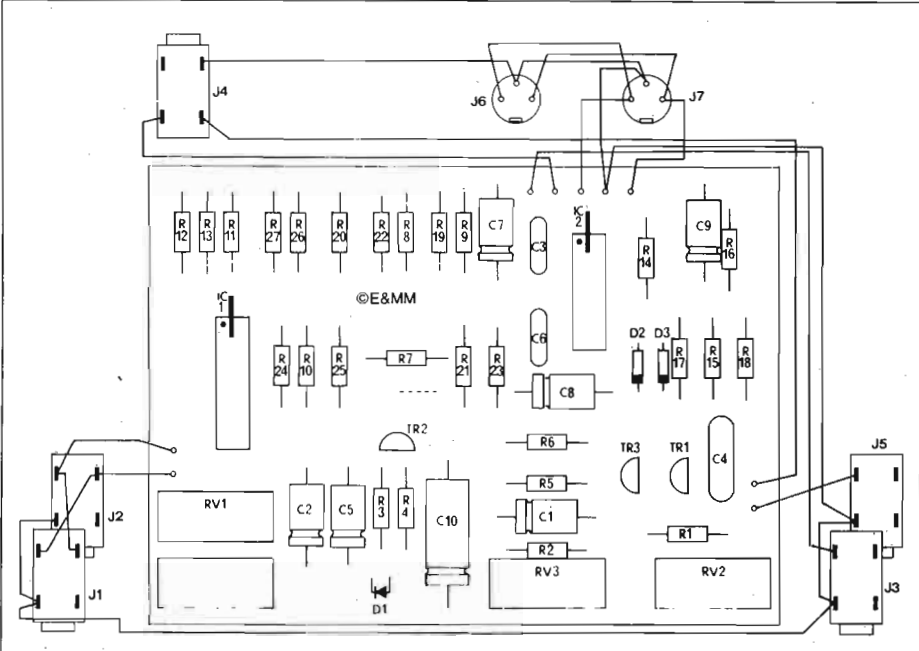 J4
J6
J7
R 12
R 13
R 11
R 27
R 26
R 20
R 22
R 8
R 19
R 9
C7
C3
IC 2
R 14
C9
R 16
IC 1
©E&MM
C6
D2
D3
R 24
R 10
R 25
R7
R 21
R 23
C8
R 17
R 15
R 18
TR2
R6
TR3
TR1
C4
J5
J2
RV1
C2
C5
R 3
R 4
C10
R5
C1
R1
R2
J1
D1
RV3
RV2
J3